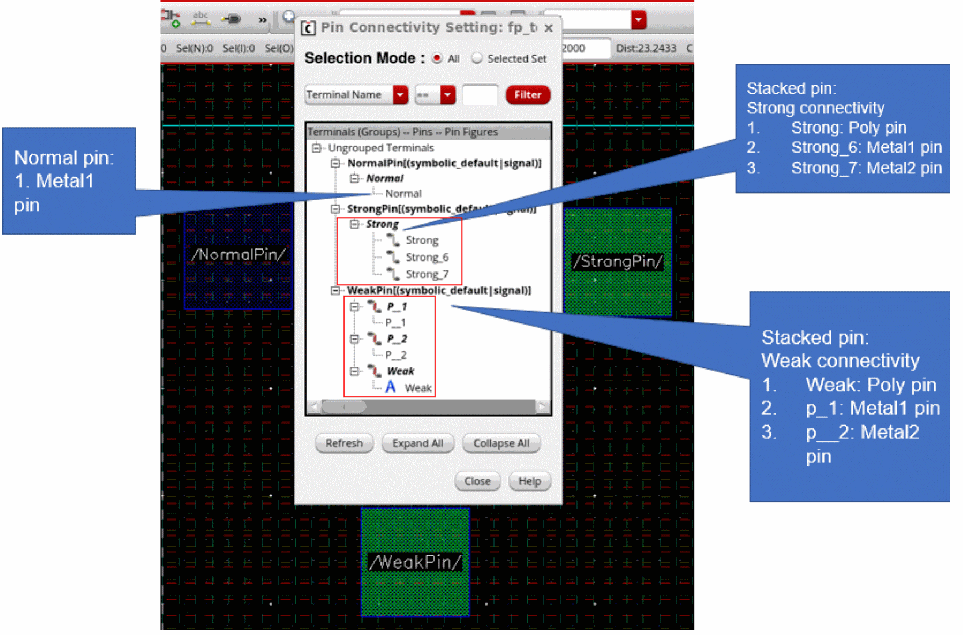 abc
»
Pin Connectivity Setting: fp_t
0 Sel(N):0 Sel(I):0 Sel(O)
2000 Dist:23.2433 C
Selection Mode : All Selected Set
Terminal Name == Filter
Terminals (Groups) -- Pins -- Pin Figures
Ungrouped Terminals
NormalPin[(symbolic_default|signal)]
Normal
Normal
StrongPin[(symbolic_default|signal)]
Strong
Strong
Strong_6
Strong_7
WeakPin[(symbolic_default|signal)]
P__1
P__1
P__2
P__2
Weak
A Weak
Refresh Expand All Collapse All
Close Help
Normal pin:
1. Metal1
pin
Stacked pin:
Strong connectivity
1. Strong: Poly pin
2. Strong_6: Metal1 pin
3. Strong_7: Metal2 pin
Stacked pin:
Weak connectivity
1. Weak: Poly pin
2. p_1: Metal1 pin
3. p__2: Metal2
pin
/NormalPin/
/StrongPin/
/WeakPin/